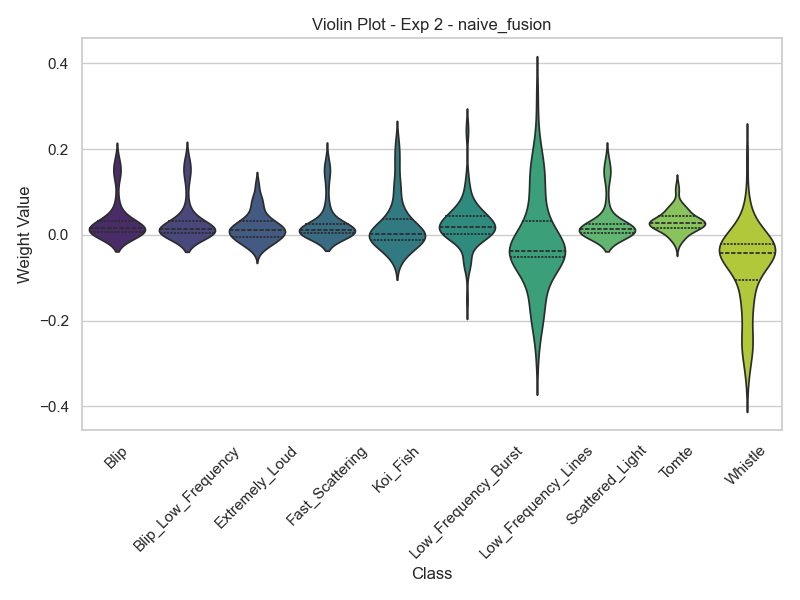 Violin Plot - Exp 2 - naive_fusion
Weight Value
0.4
0.2
0.0
−0.2
−0.4
Blip
Blip_Low_Frequency
Extremely_Loud
Fast_Scattering
Koi_Fish
Low_Frequency_Burst
Low_Frequency_Lines
Scattered_Light
Tomte
Whistle
Class